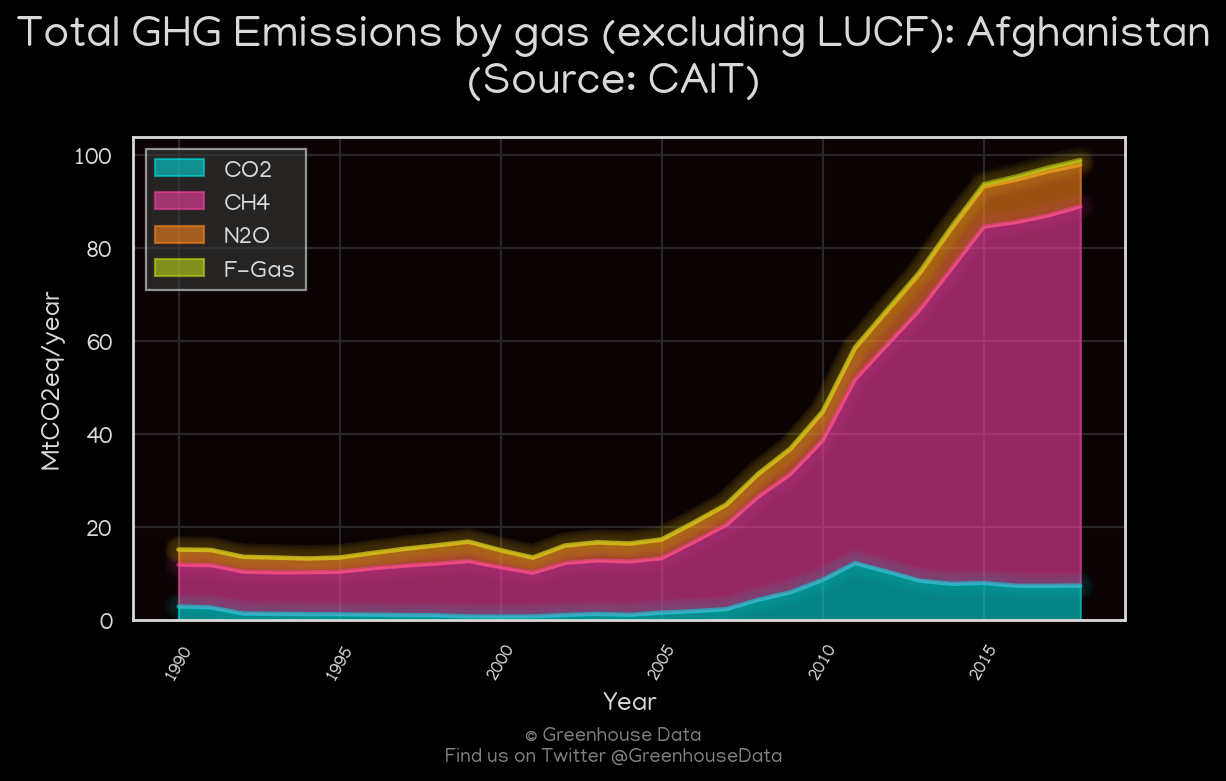 Total GHG Emissions by gas (excluding LUCF): Afghanistan
(Source: CAIT)
CO2
CH4
N2O
F-Gas
MtCO2eq/year
100
80
60
40
20
0
1990
1995
2000
2005
2010
2015
Year
© Greenhouse Data
Find us on Twitter @GreenhouseData